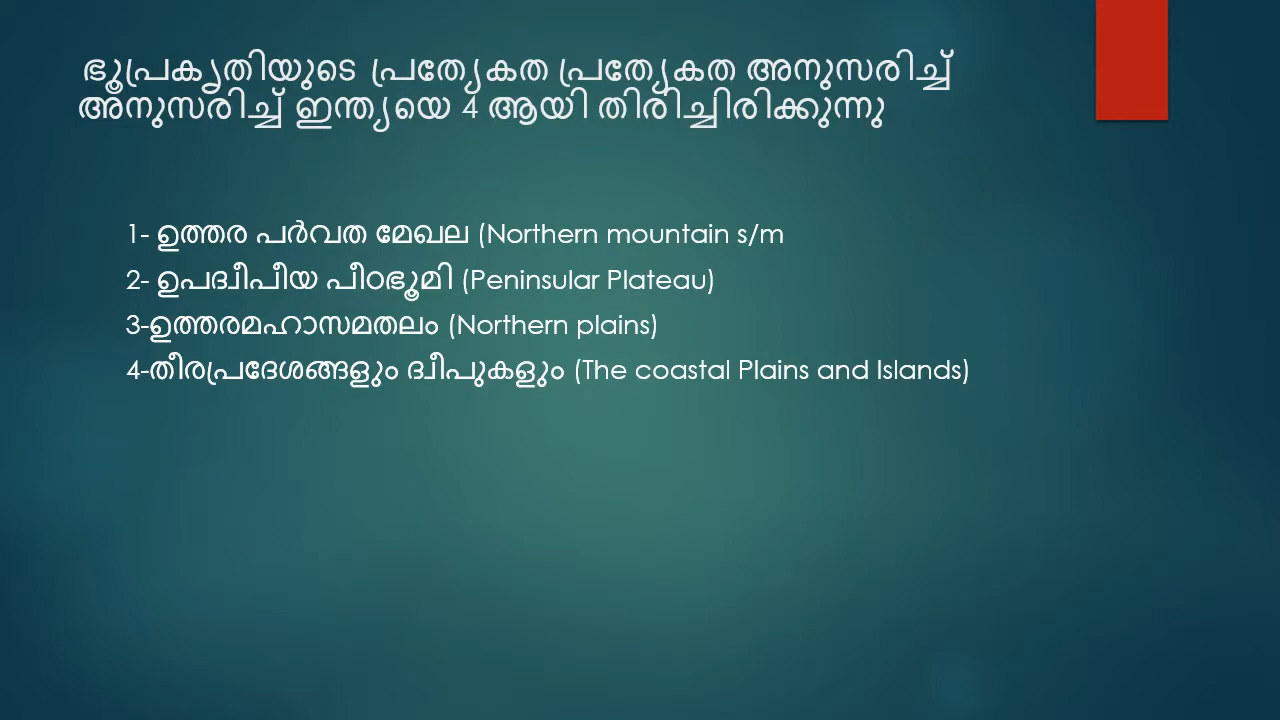 ഭൂപ്രകൃതിയുടെ പ്രത്യേകത പ്രത്യേകത അനുസരിച്ച്
അനുസരിച്ച് ഇന്ത്യയെ 4 ആയി തിരിച്ചിരിക്കുന്നു
1- ഉത്തര പർവത മേഖല (Northern mountain s/m
2- ഉപദ്വീപീയ പീഠഭൂമി (Peninsular Plateau)
3-ഉത്തരമഹാസമതലം (Northern plains)
4-തീരപ്രദേശങ്ങളും ദ്വീപുകളും (The coastal Plains and Islands)